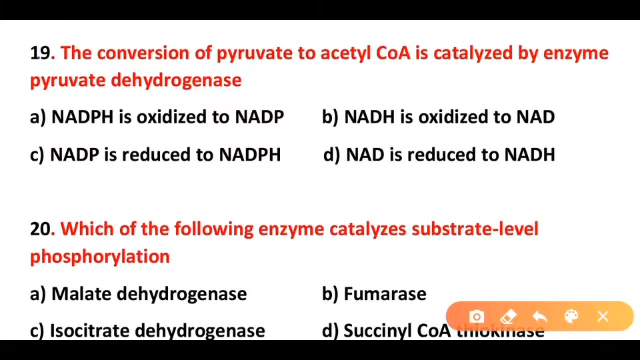 19. The conversion of pyruvate to acetyl CoA is catalyzed by enzyme
pyruvate dehydrogenase
a) NADPH is oxidized to NADP b) NADH is oxidized to NAD
c) NADP is reduced to NADPH d) NAD is reduced to NADH
20. Which of the following enzyme catalyzes substrate-level
phosphorylation
a) Malate dehydrogenase b) Fumarase
c) Isocitrate dehydrogenase d) Succinyl CoA thiokinase